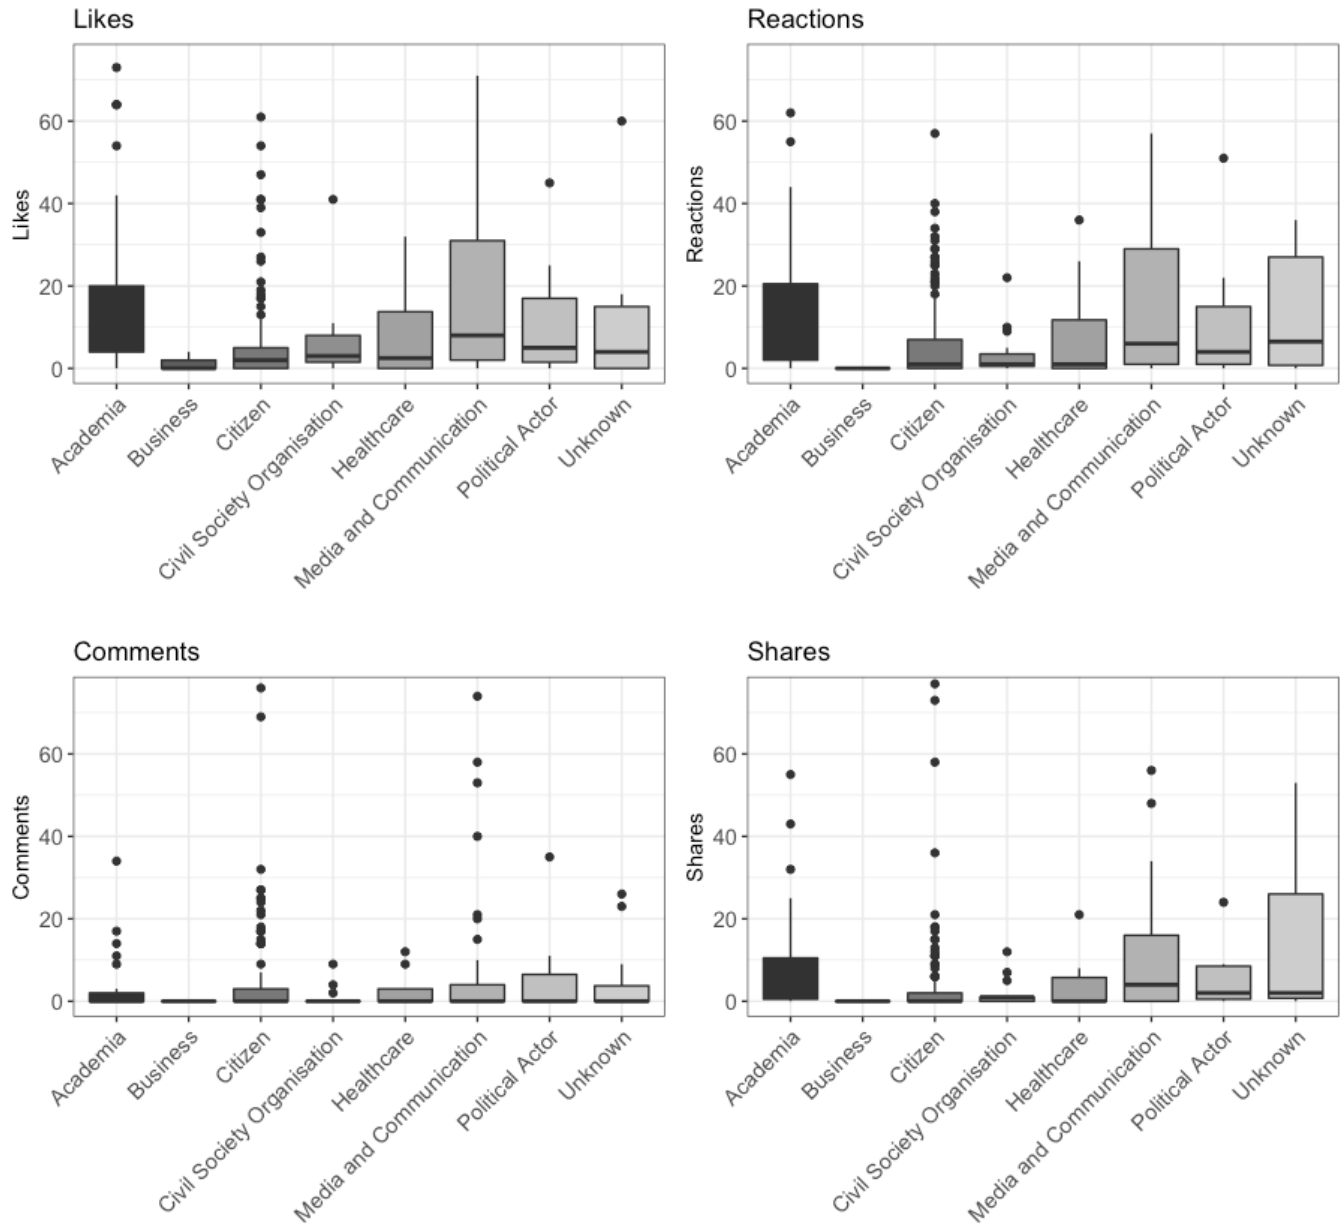 Likes
Likes
60
40
20
0
Academia
Business
Citizen
Civil Society Organisation
Healthcare
Media and Communication
Political Actor
Unknown
Reactions
Reactions
60
40
20
0
Academia
Business
Citizen
Civil Society Organisation
Healthcare
Media and Communication
Political Actor
Unknown
Comments
Comments
60
40
20
0
Academia
Business
Citizen
Civil Society Organisation
Healthcare
Media and Communication
Political Actor
Unknown
Shares
Shares
60
40
20
0
Academia
Business
Citizen
Civil Society Organisation
Healthcare
Media and Communication
Political Actor
Unknown